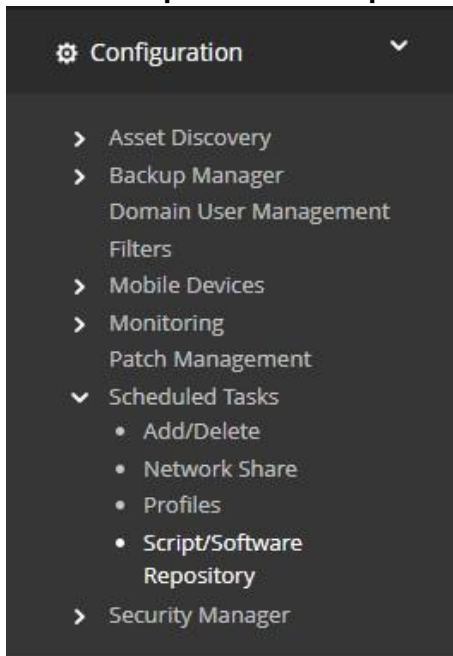 Configuration
Asset Discovery
Backup Manager
Domain User Management
Filters
Mobile Devices
Monitoring
Patch Management
Scheduled Tasks
Add/Delete
Network Share
Profiles
Script/Software
Repository
Security Manager